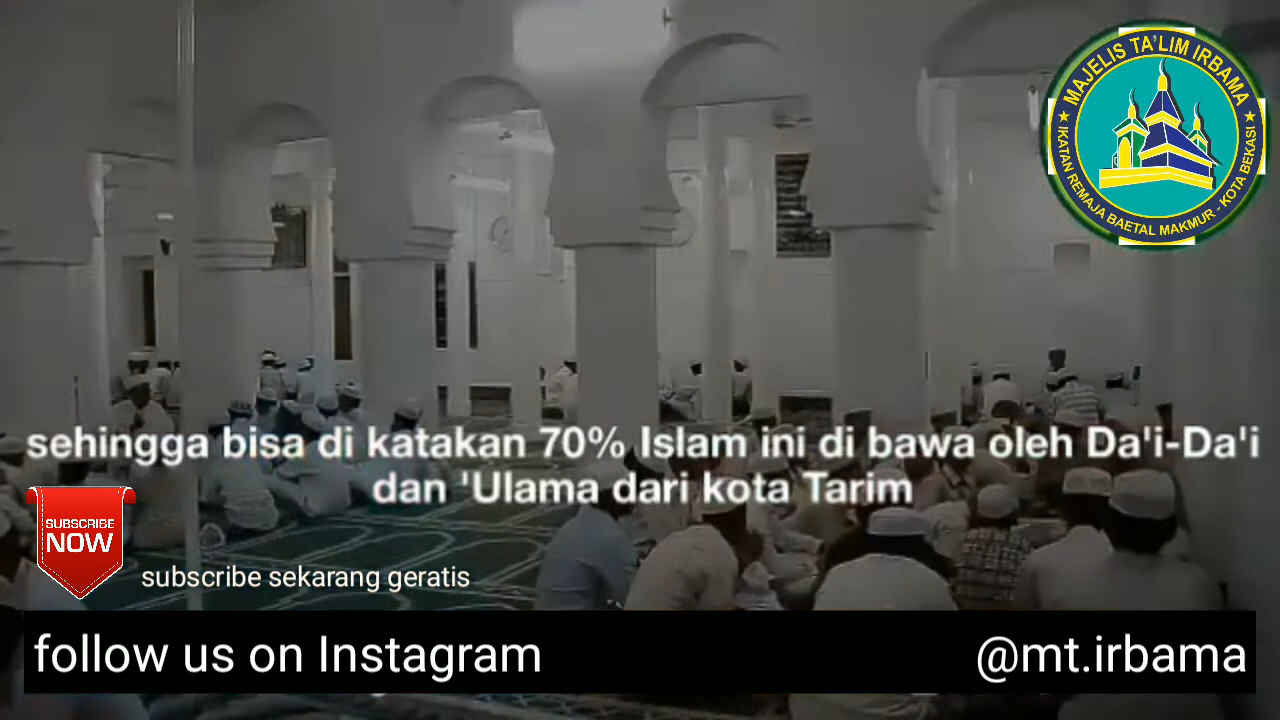 MAJELIS TA'LIM IRBAMA
IKATAN REMAJA BAETAL MAKMUR - KOTA BEKASI
sehingga bisa di katakan 70% Islam ini di bawa oleh Da'i-Da'i
dan 'Ulama dari kota Tarim
SUBSCRIBE
NOW
subscribe sekarang geratis
follow us on Instagram @mt.irbama